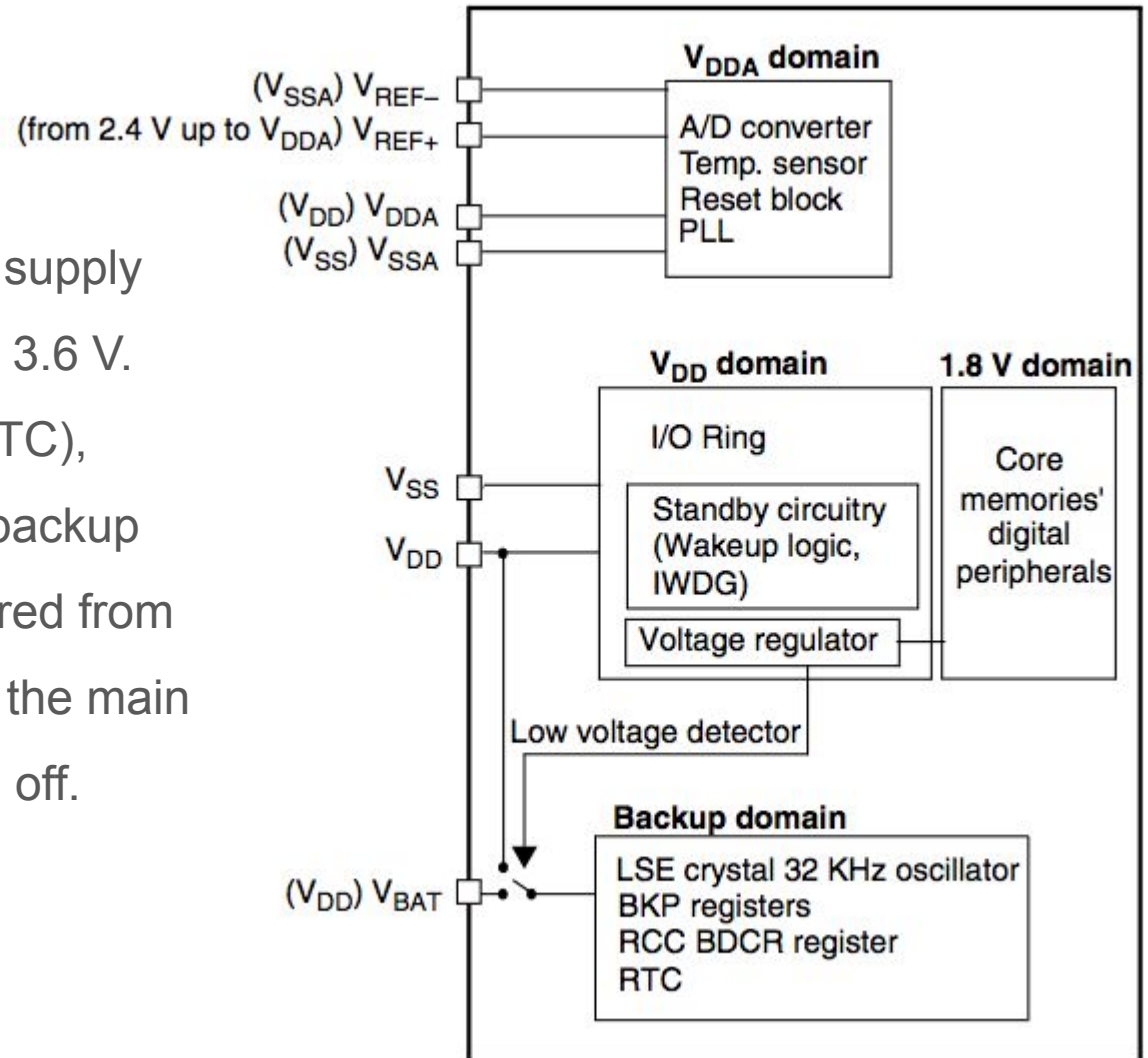 supply
3.6 V.
TC),
backup
red from
the main
off.
V_DDA domain
(V_SSA) V_REF–
(from 2.4 V up to V_DDA) V_REF+
(V_DD) V_DDA
(V_SS) V_SSA
A/D converter
Temp. sensor
Reset block
PLL
V_DD domain
1.8 V domain
I/O Ring
V_SS
V_DD
Standby circuitry
(Wakeup logic,
IWDG)
Voltage regulator
Core
memories'
digital
peripherals
Low voltage detector
Backup domain
(V_DD) V_BAT
LSE crystal 32 KHz oscillator
BKP registers
RCC BDCR register
RTC